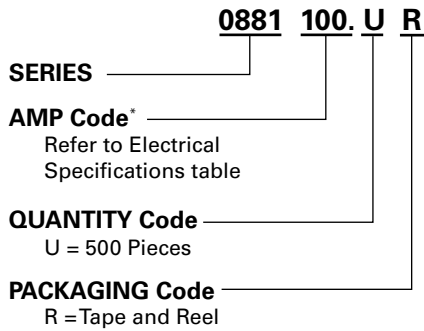 0881 100. U R
SERIES
AMP Code*
Refer to Electrical
Specifications table
QUANTITY Code
U = 500 Pieces
PACKAGING Code
R = Tape and Reel